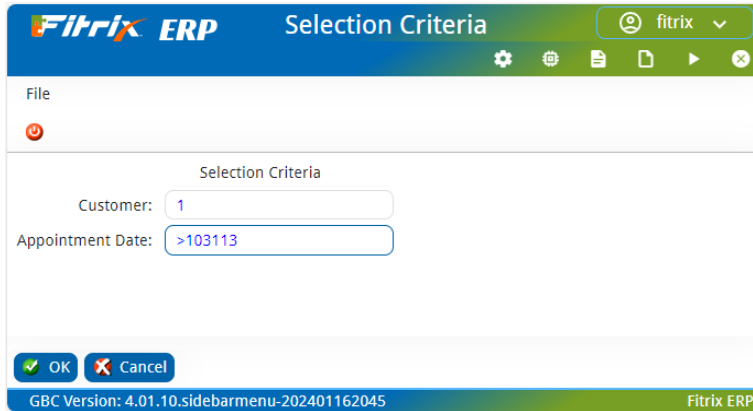 Fitrix ERP Selection Criteria fitrix
File
Selection Criteria
Customer: 1
Appointment Date: >103113
OK Cancel
GBC Version: 4.01.10.sidebarmenu-202401162045 Fitrix ERP